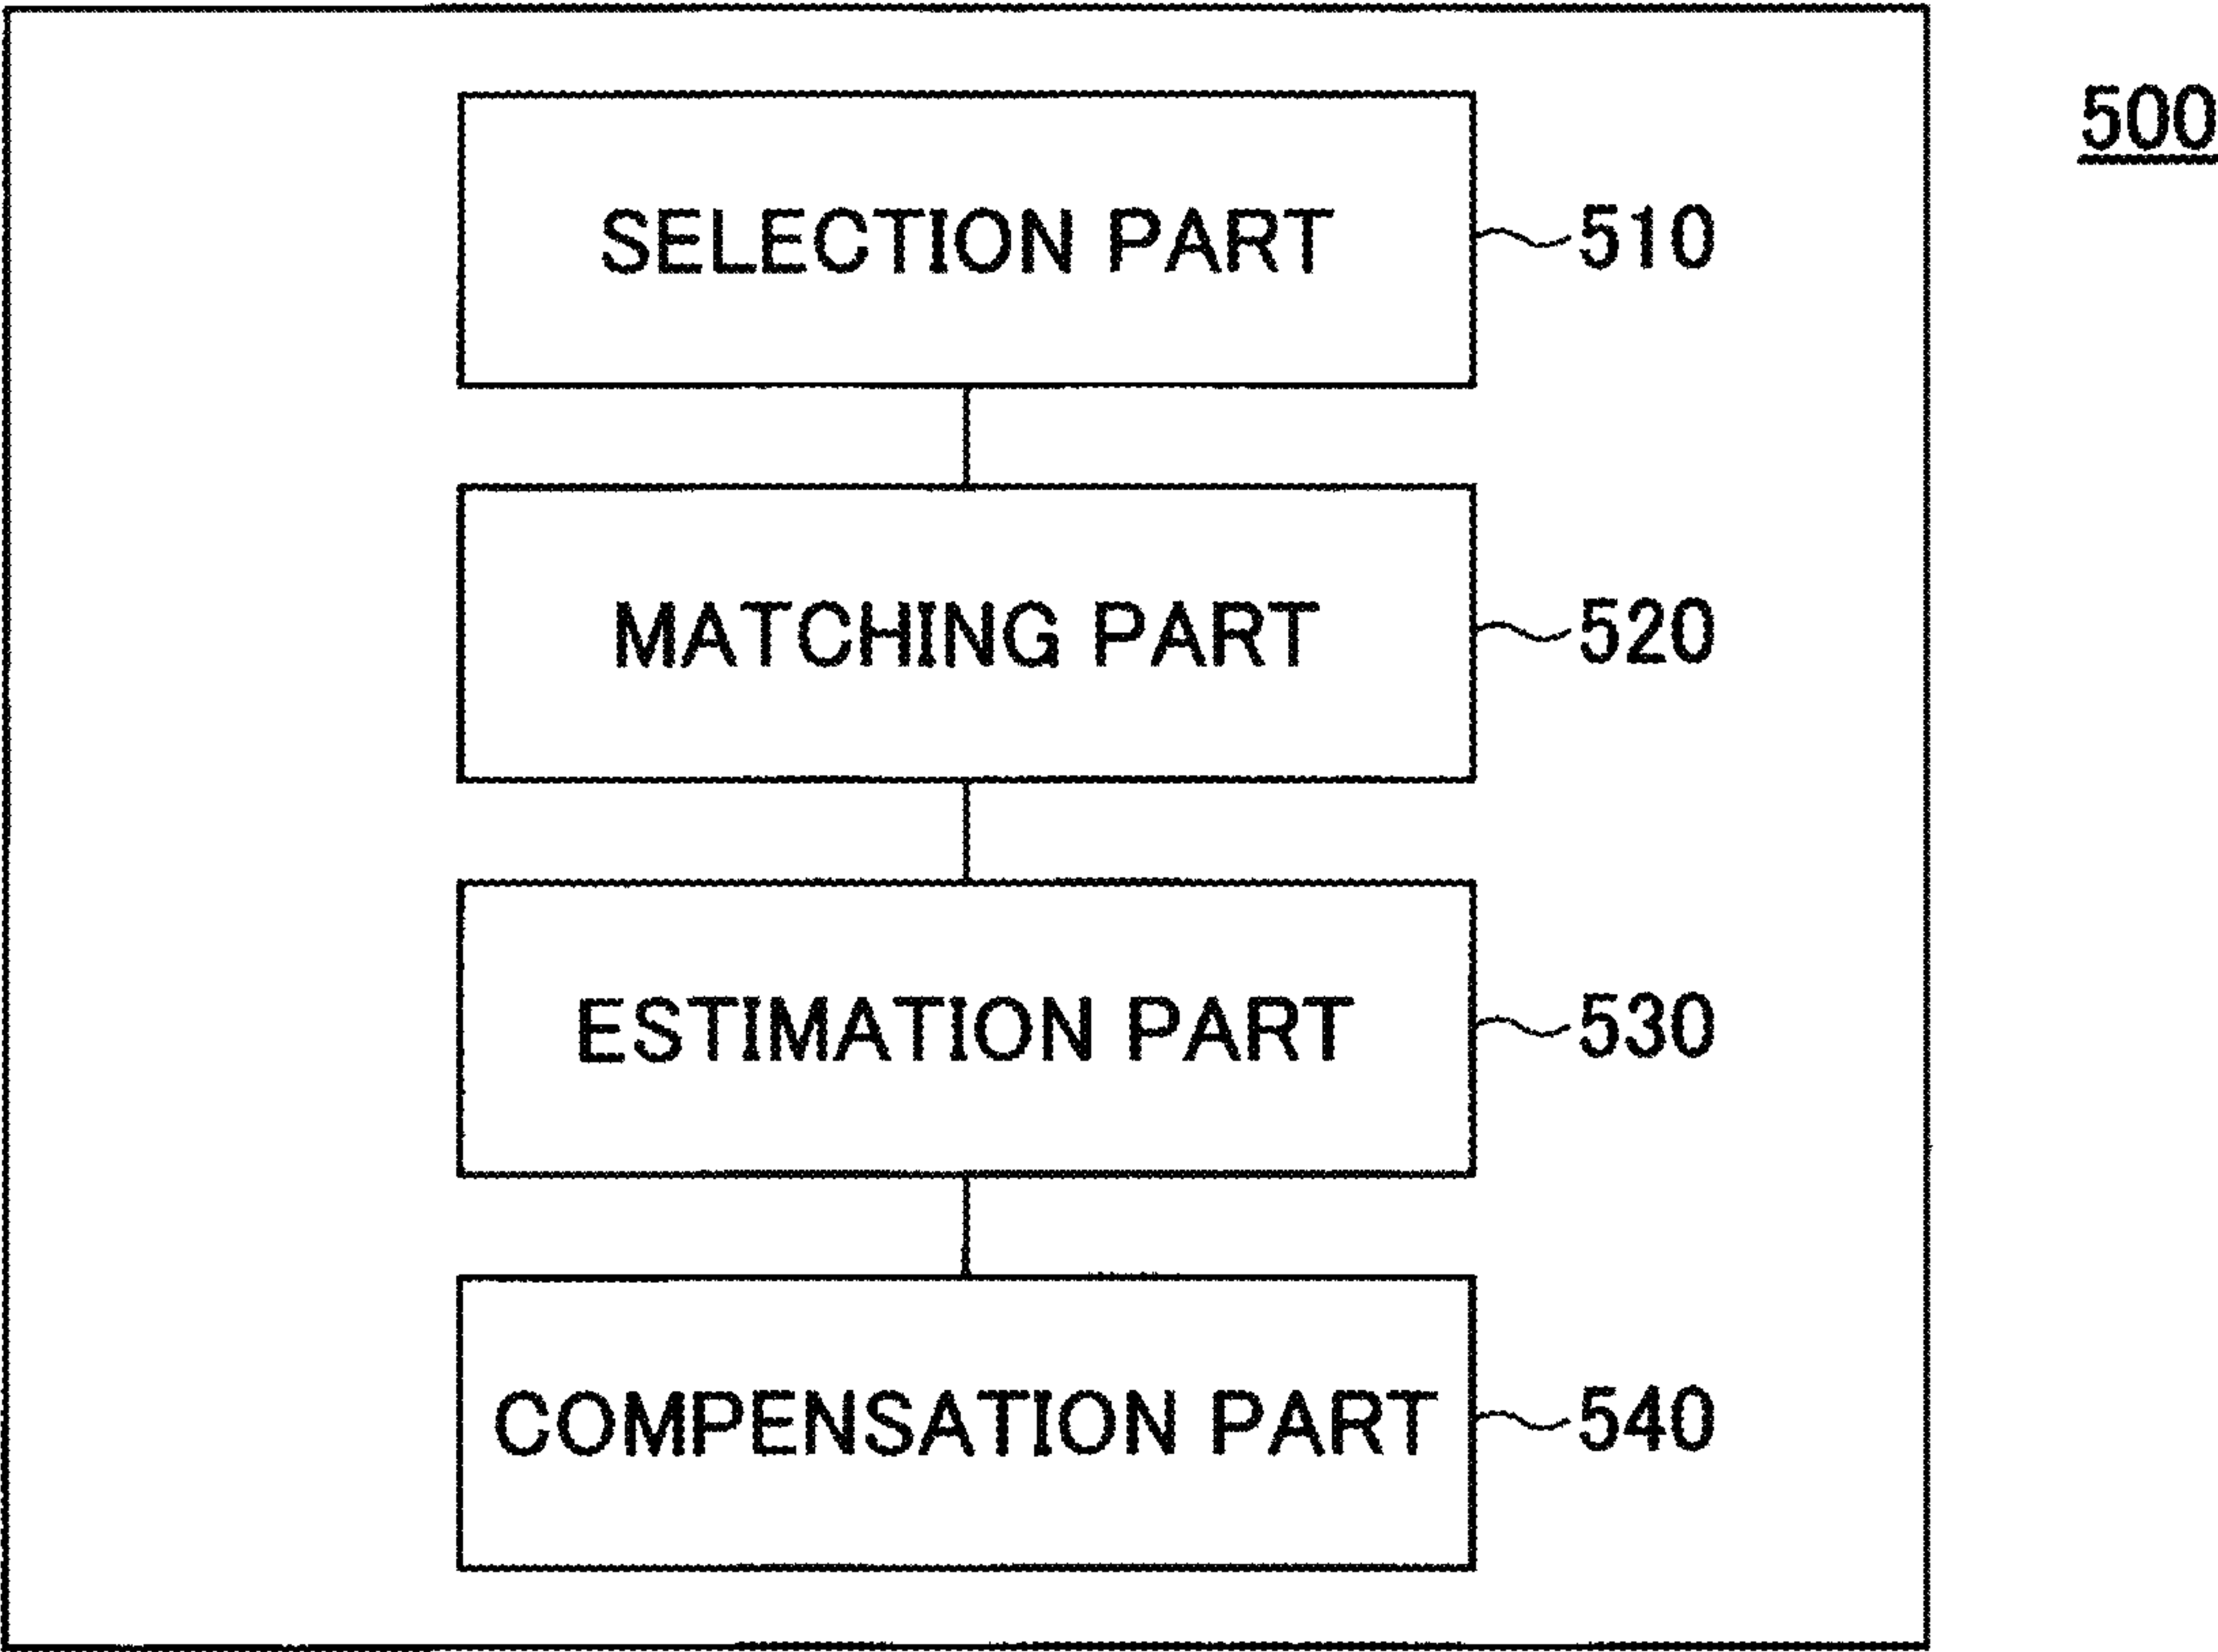 500
SELECTION PART 510
MATCHING PART 520
ESTIMATION PART 530
COMPENSATION PART 540